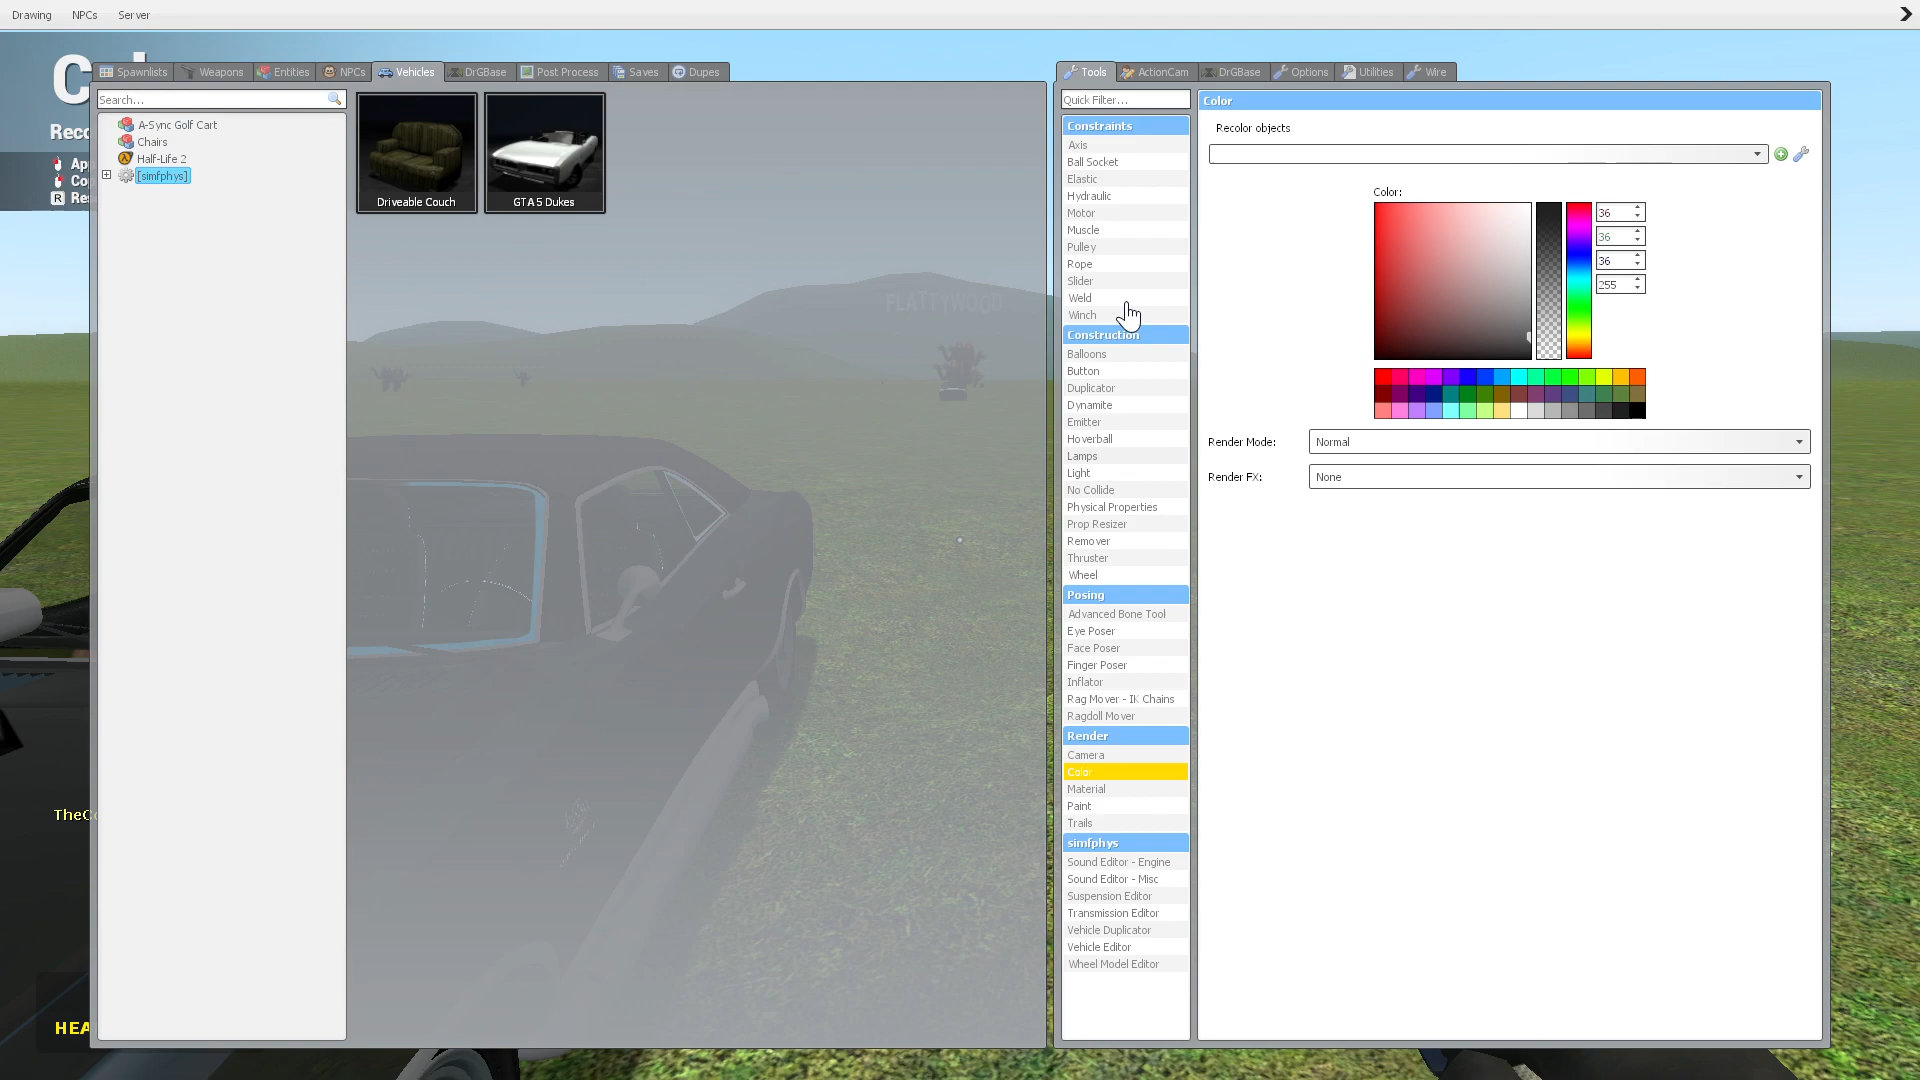 Drawing NPCs Server
Spawnlists Weapons Entities NPCs Vehicles DrGBase Post Process Saves Dupes
Search...
A-Sync Golf Cart
Chairs
Half-Life 2
[simfphys]
Driveable Couch
GTA 5 Dukes
FLATTYWOOD
R
HEA
TheC
Tools ActionCam DrGBase Options Utilities Wire
Quick Filter...
Constraints
Axis
Ball Socket
Elastic
Hydraulic
Motor
Muscle
Pulley
Rope
Slider
Weld
Winch
Construction
Balloons
Button
Duplicator
Dynamite
Emitter
Hoverball
Lamps
Light
No Collide
Physical Properties
Prop Resizer
Remover
Thruster
Wheel
Posing
Advanced Bone Tool
Eye Poser
Face Poser
Finger Poser
Inflator
Rag Mover - IK Chains
Ragdoll Mover
Render
Camera
Color
Material
Paint
Trails
simfphys
Sound Editor - Engine
Sound Editor - Misc
Suspension Editor
Transmission Editor
Vehicle Duplicator
Vehicle Editor
Wheel Model Editor
Color
Recolor objects
Color:
36
36
36
255
Render Mode: Normal
Render FX: None